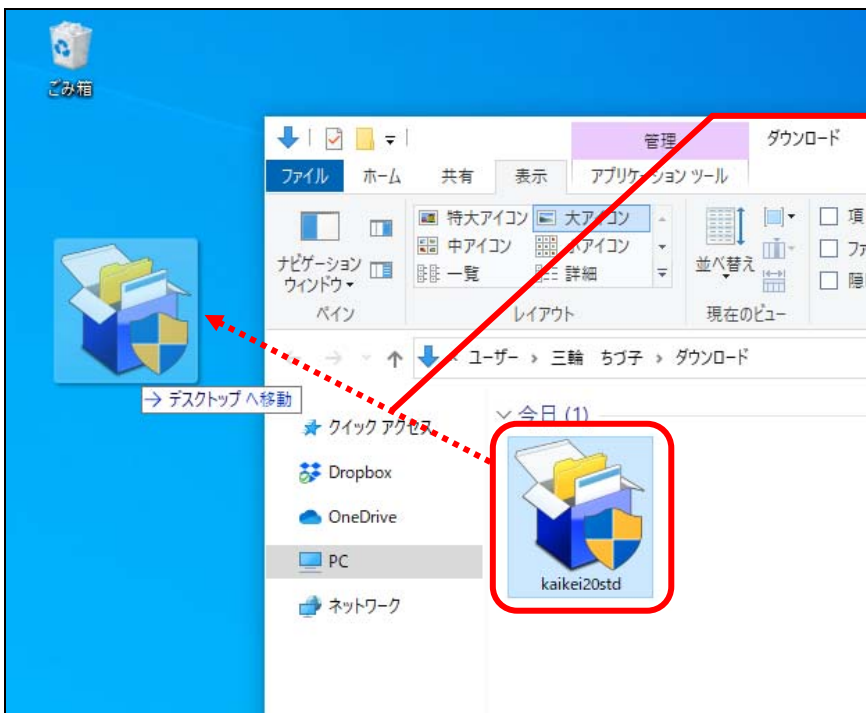 ごみ箱
管理
ダウンロード
ファイル
ホーム
共有
表示
アプリケーション ツール
特大アイコン
大アイコン
中アイコン
小アイコン
一覧
詳細
ナビゲーション
ウィンドウ
並べ替え
項
ファ
隠
ペイン
レイアウト
現在のビュー
ユーザー › 三輪 ちづ子 › ダウンロード
→ デスクトップ へ移動
今日 (1)
クイック アクセス
Dropbox
OneDrive
PC
ネットワーク
kaikei20std